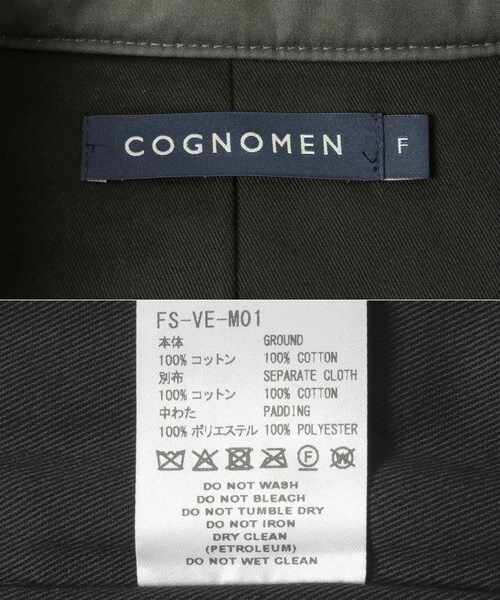 COGNOMEN F
FS-VE-M01
本体 GROUND
100% コットン 100% COTTON
別布 SEPARATE CLOTH
100% コットン 100% COTTON
中わた PADDING
100% ポリエステル 100% POLYESTER
F W
DO NOT WASH
DO NOT BLEACH
DO NOT TUMBLE DRY
DO NOT IRON
DRY CLEAN
(PETROLEUM)
DO NOT WET CLEAN